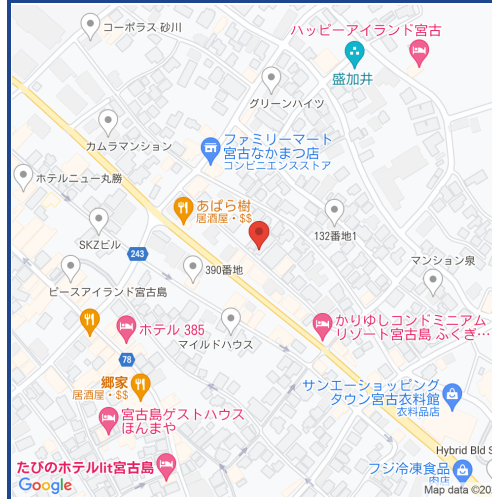 コーポラス 砂川
ハッピーアイランド宮古
盛加井
グリーンハイツ
カムラマンション
ファミリーマート
宮古なかまつ店
コンビニエンスストア
ホテルニュー丸勝
あぱら樹
居酒屋・$$
132番地1
SKZビル
243
390番地
マンション泉
ピースアイランド宮古島
ホテル 385
マイルドハウス
かりゆしコンドミニアム
リゾート宮古島 ふくぎ…
78
郷家
居酒屋・$$
サンエーショッピング
タウン宮古衣料館
衣料品店
宮古島ゲストハウス
ほんまや
Hybrid Bld S
たびのホテルlit宮古島
フジ冷凍食品
肉店
Google
Map data ©20